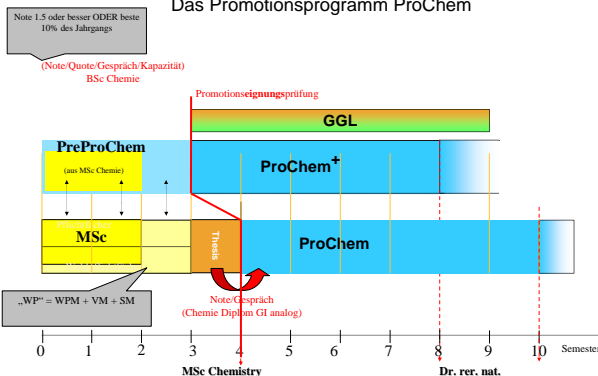 Das Promotionsprogramm ProChem
Note 1.5 oder besser ODER beste
10% des Jahrgangs
(Note/Quote/Gespräch/Kapazität)
BSc Chemie
Promotionseignungsprüfung
GGL
PreProChem
(aus MSc Chemie)
ProChem+
MSc
Thesis
ProChem
„WP“ = WPM + VM + SM
Note/Gespräch
(Chemie Diplom GI analog)
0 1 2 3 4 5 6 7 8 9 10 Semester
MSc Chemistry
Dr. rer. nat.